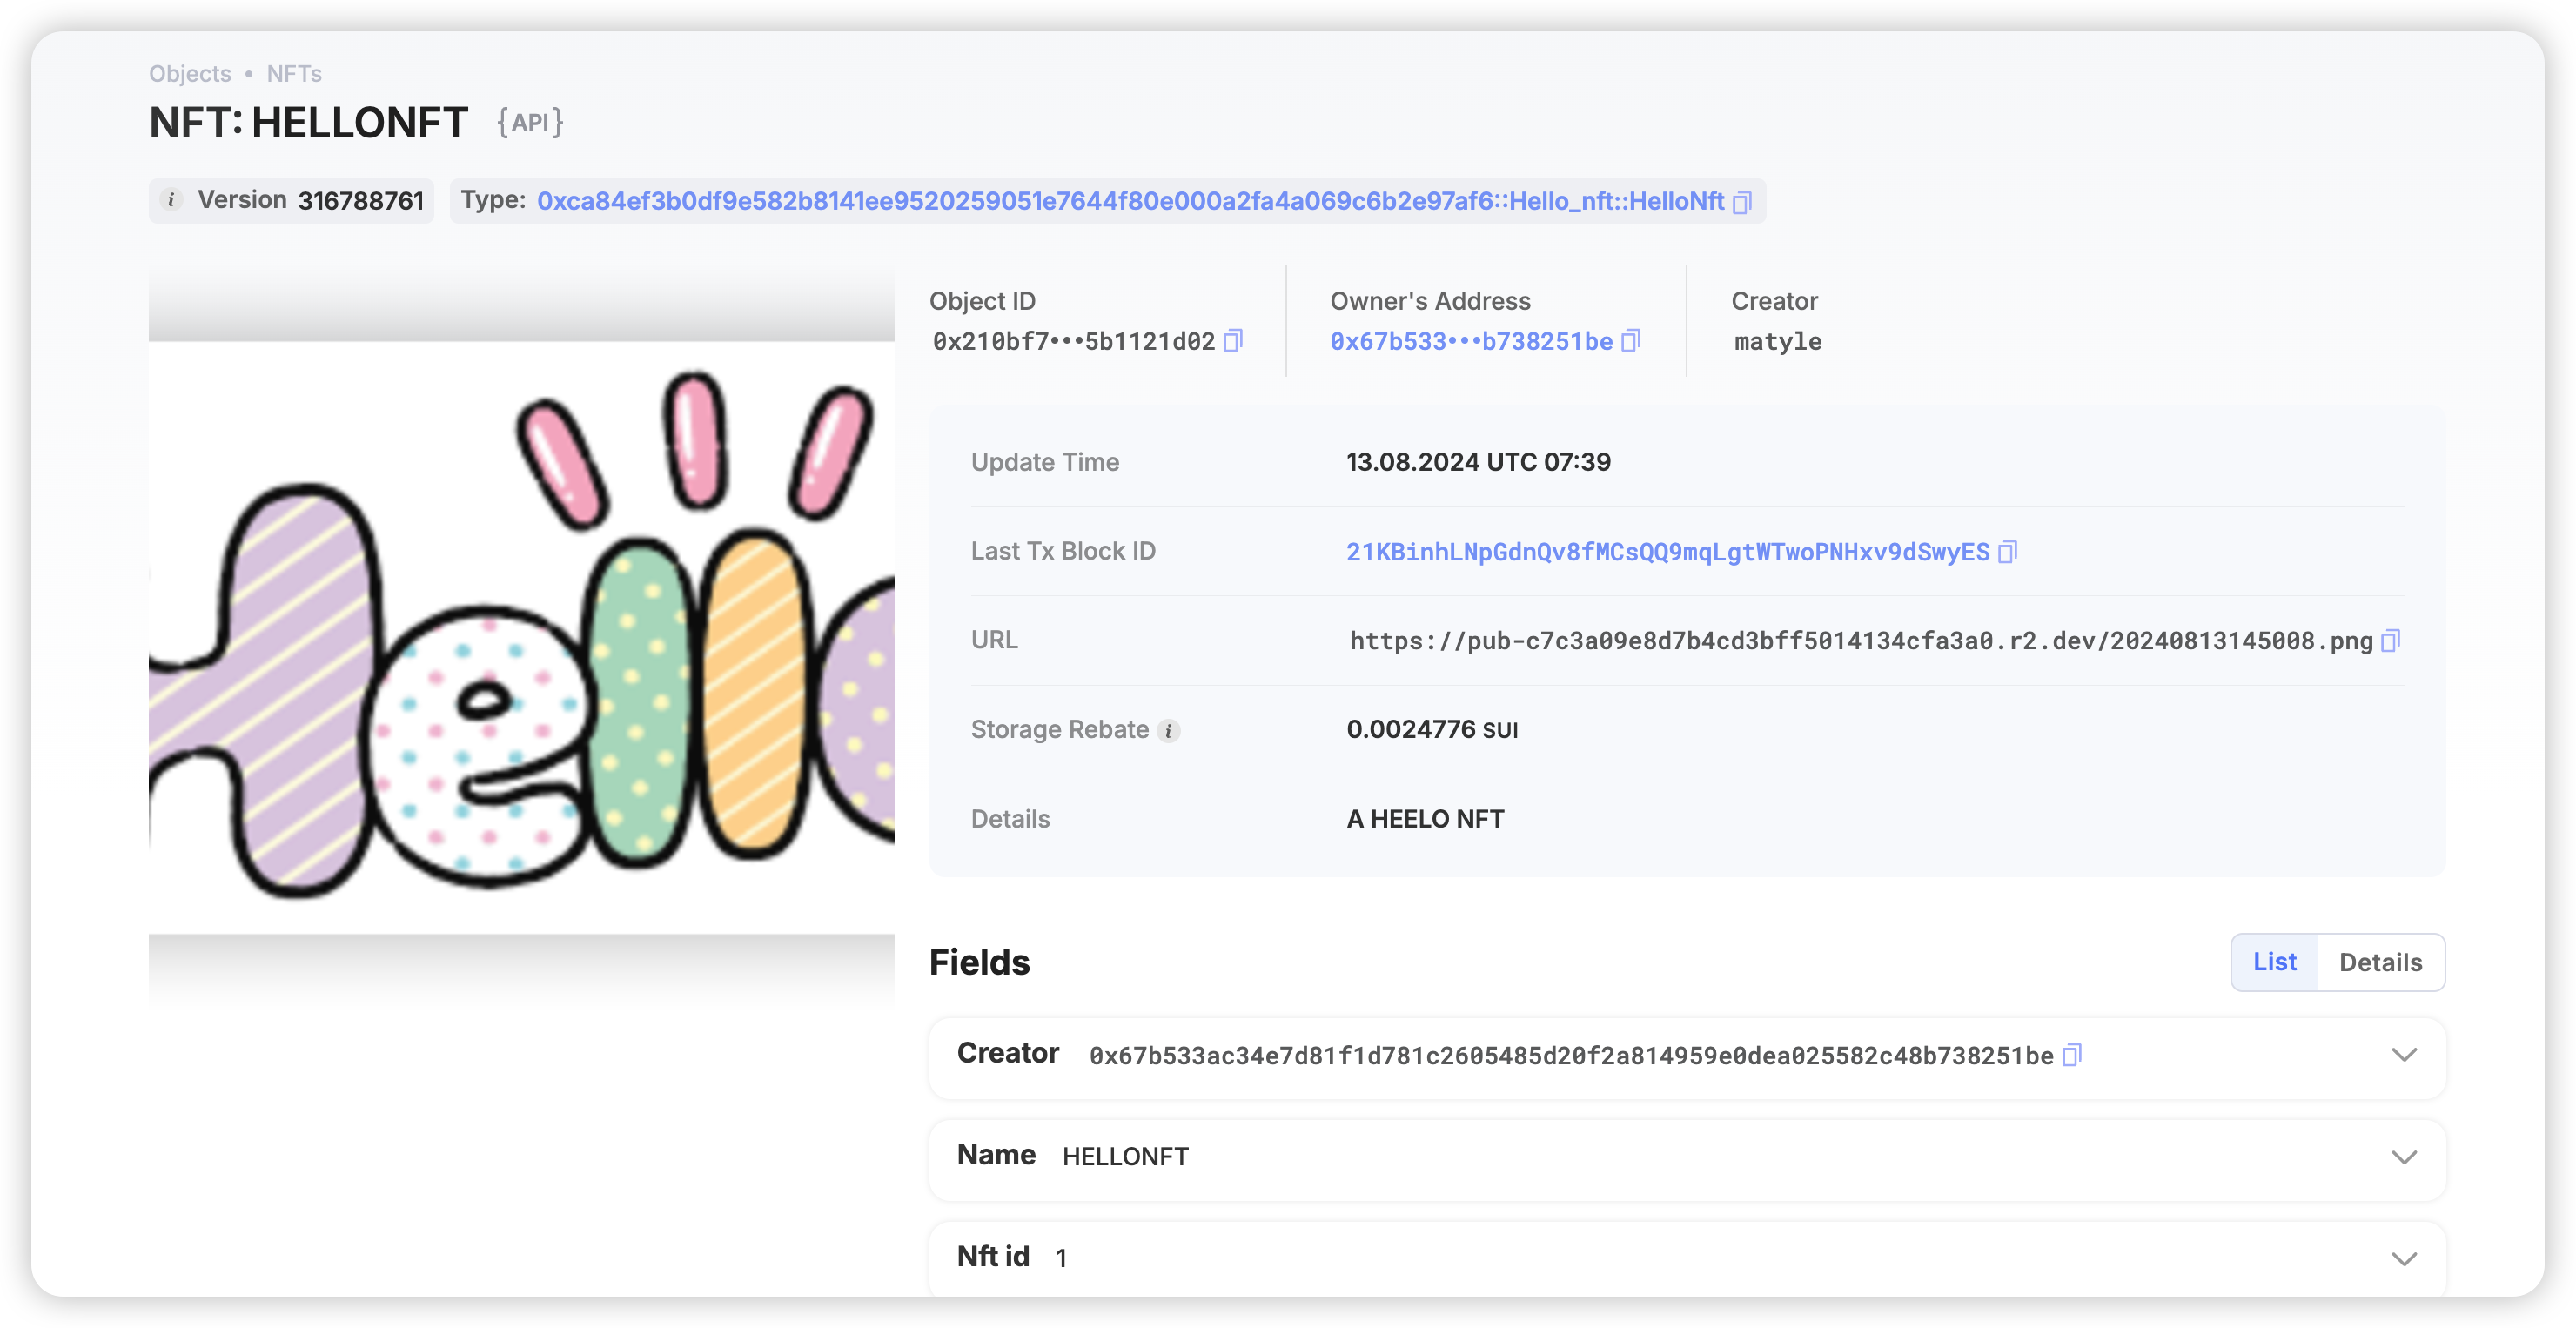 Objects • NFTs
NFT: HELLONFT {API}
i Version 316788761 Type: 0xca84ef3b0df9e582b8141ee9520259051e7644f80e000a2fa4a069c6b2e97af6::Hello_nft::HelloNft
Hello
Object ID
0x210bf7•••5b1121d02
Owner's Address
0x67b533•••b738251be
Creator
matyle
Update Time 13.08.2024 UTC 07:39
Last Tx Block ID 21KBinhLNpGdnQv8fMCsQQ9mqLgtWTwoPNHxv9dSwyES
URL https://pub-c7c3a09e8d7b4cd3bff5014134cfa3a0.r2.dev/20240813145008.png
Storage Rebate i 0.0024776 SUI
Details A HEELO NFT
Fields List Details
Creator 0x67b533ac34e7d81f1d781c2605485d20f2a814959e0dea025582c48b738251be
Name HELLONFT
Nft id 1